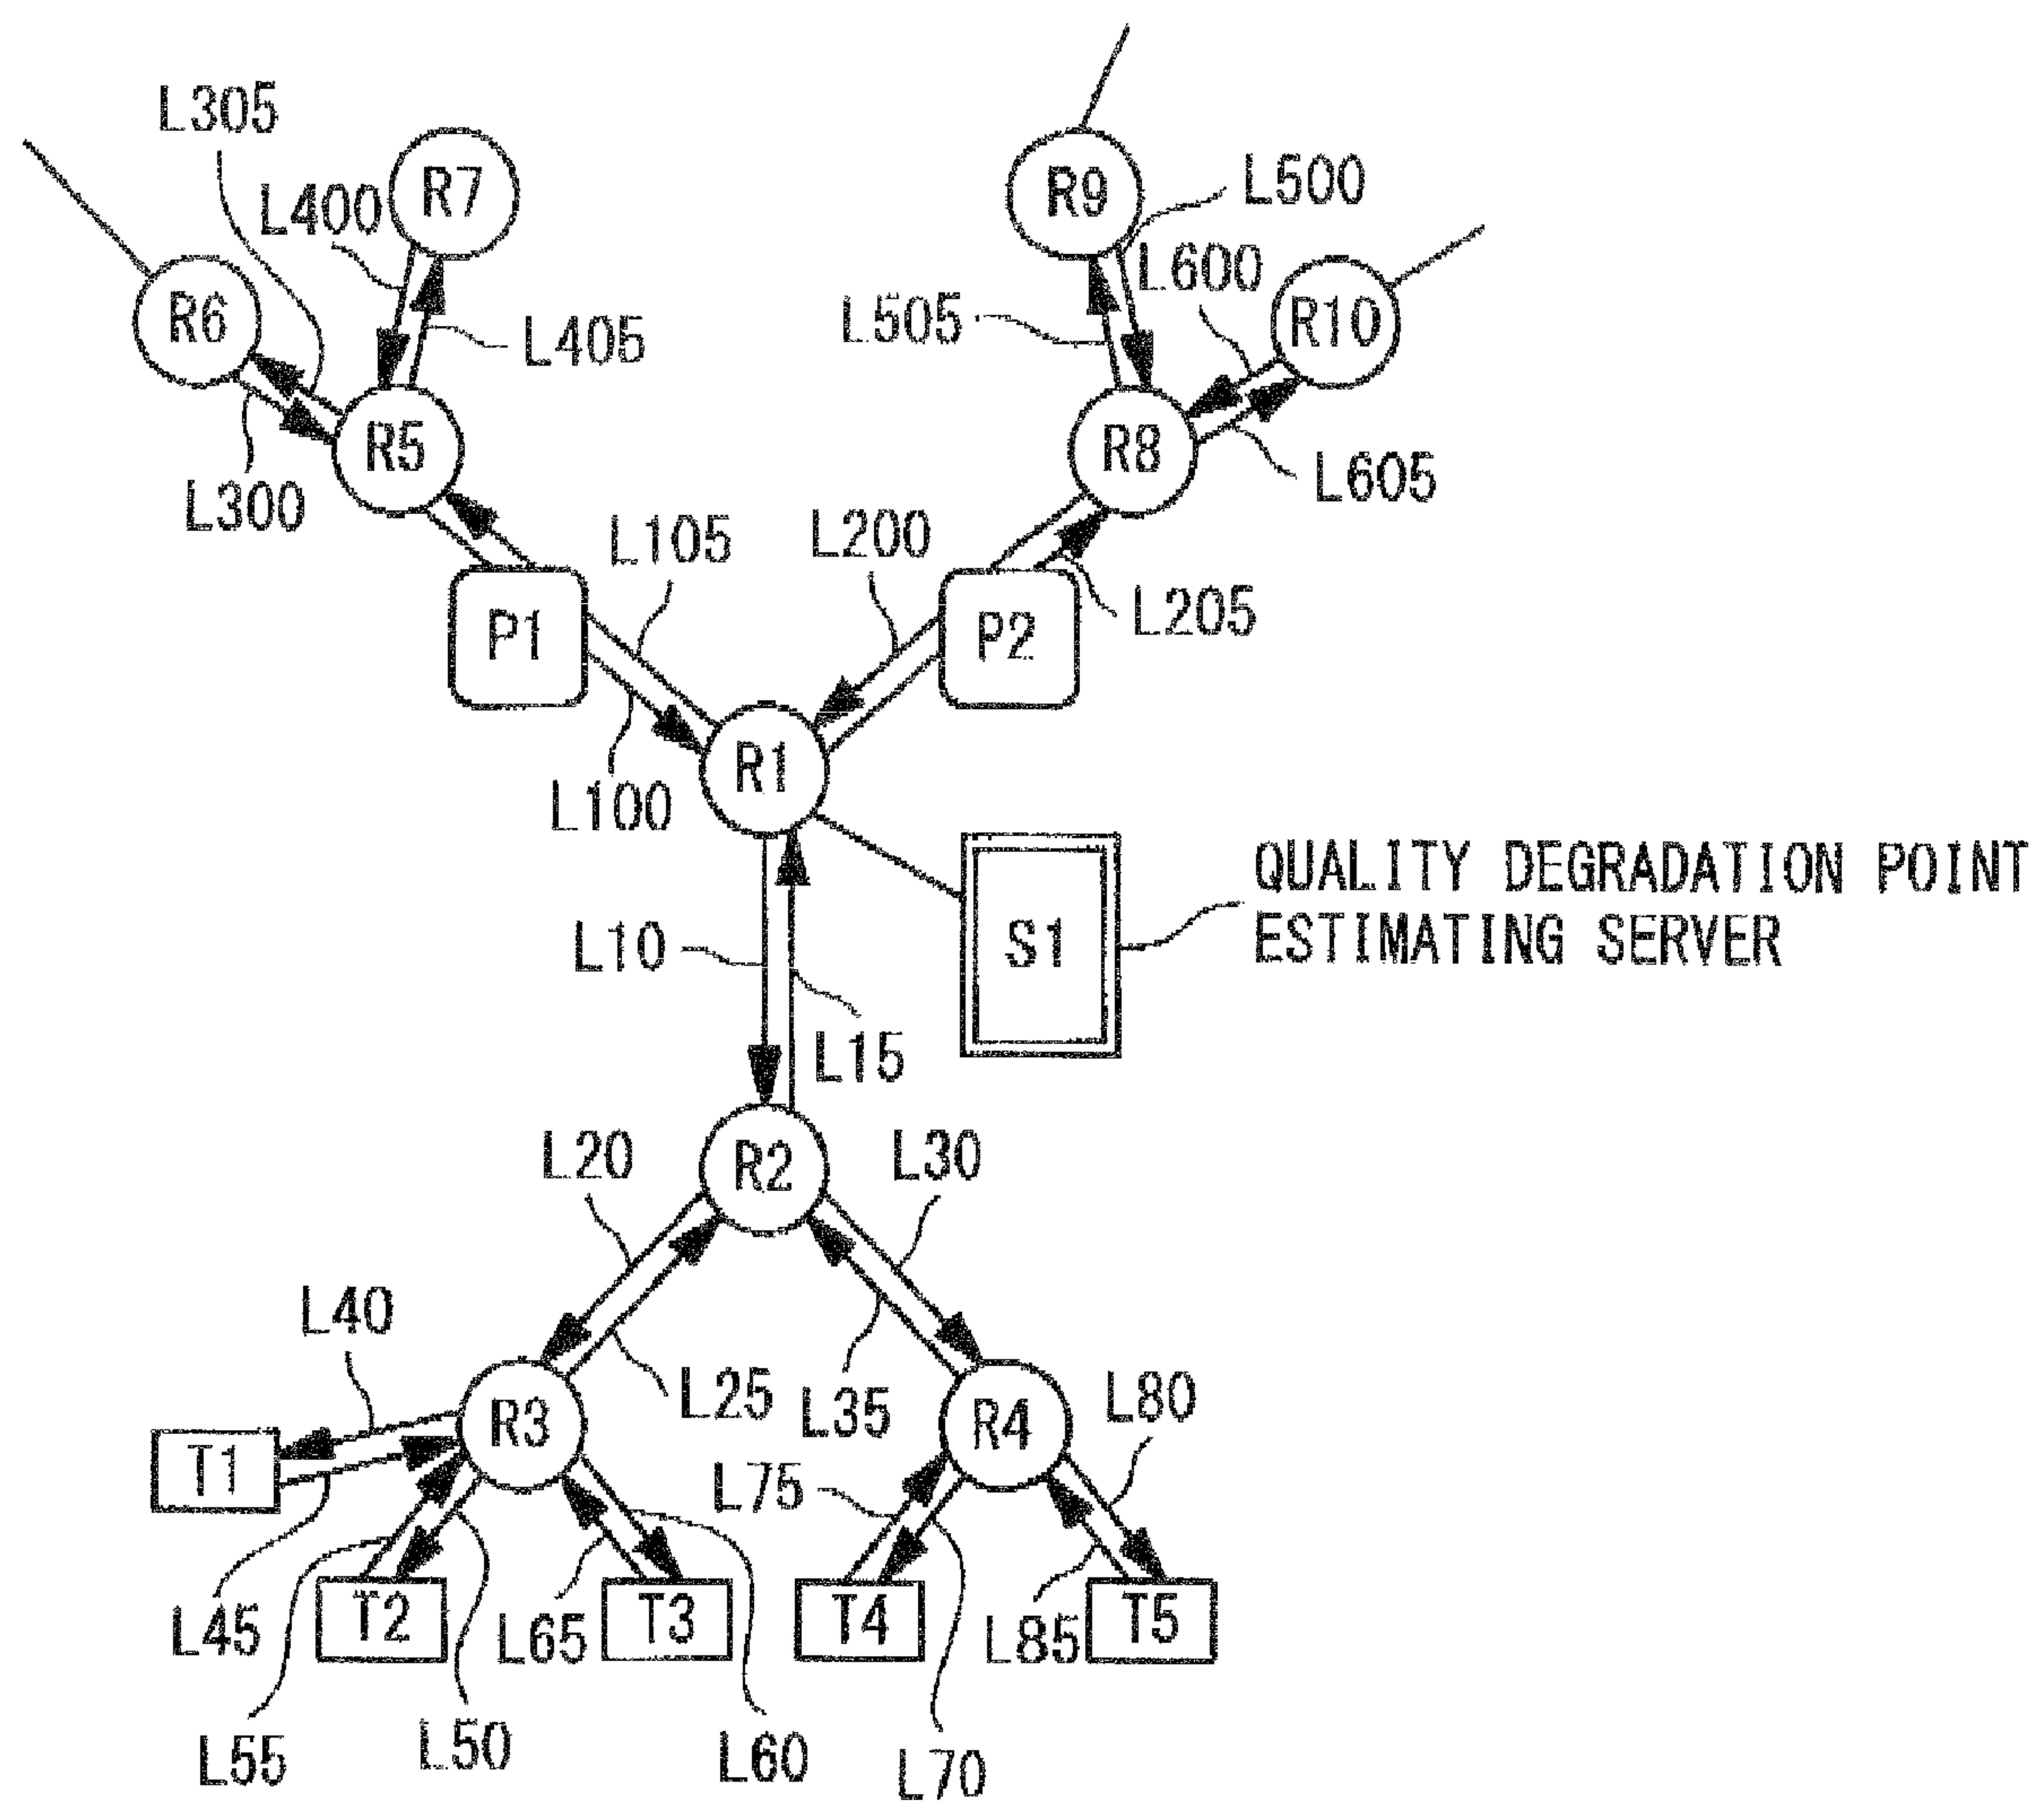 L305
R7
R9
L500
L400
L600
R6
L505
R10
L405
R5
R8
L605
L300
L105
L200
P1
P2
L205
R1
L100
QUALITY DEGRADATION POINT
ESTIMATING SERVER
L10
S1
L15
L20
R2
L30
L40
L25
L35
L80
R3
R4
T1
L75
L45
T2
L65
T3
T4
L85
T5
L55
L50
L60
L70